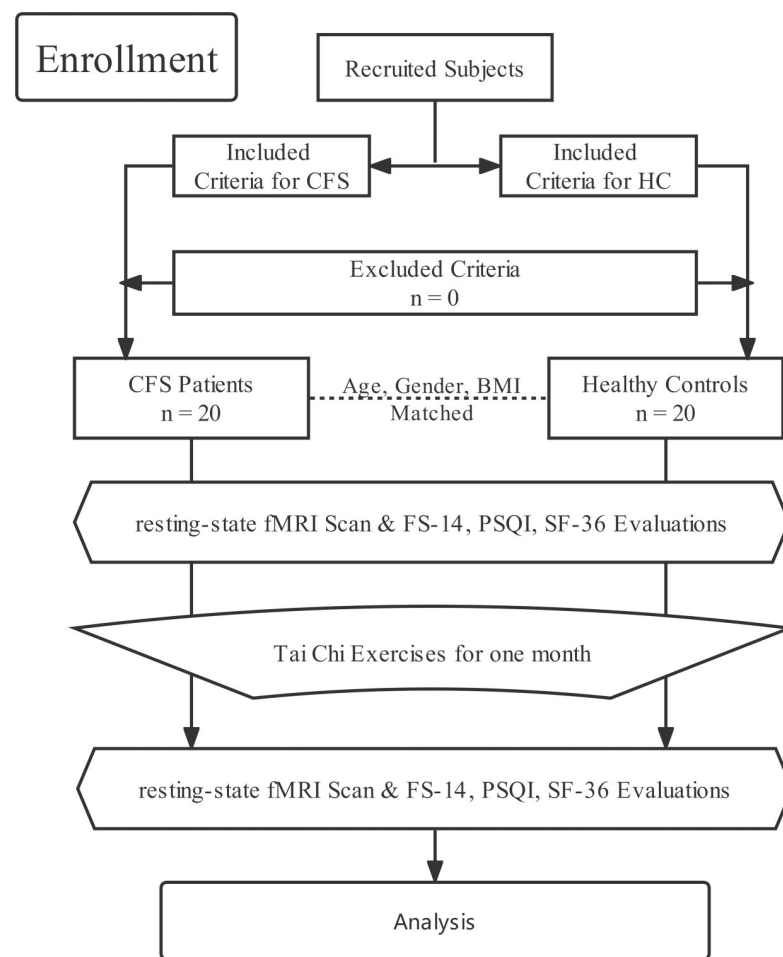 Enrollment
Recruited Subjects
Included
Criteria for CFS
Included
Criteria for HC
Excluded Criteria
n = 0
CFS Patients
n = 20
Age, Gender, BMI
Matched
Healthy Controls
n = 20
resting-state fMRI Scan & FS-14, PSQI, SF-36 Evaluations
Tai Chi Exercises for one month
resting-state fMRI Scan & FS-14, PSQI, SF-36 Evaluations
Analysis